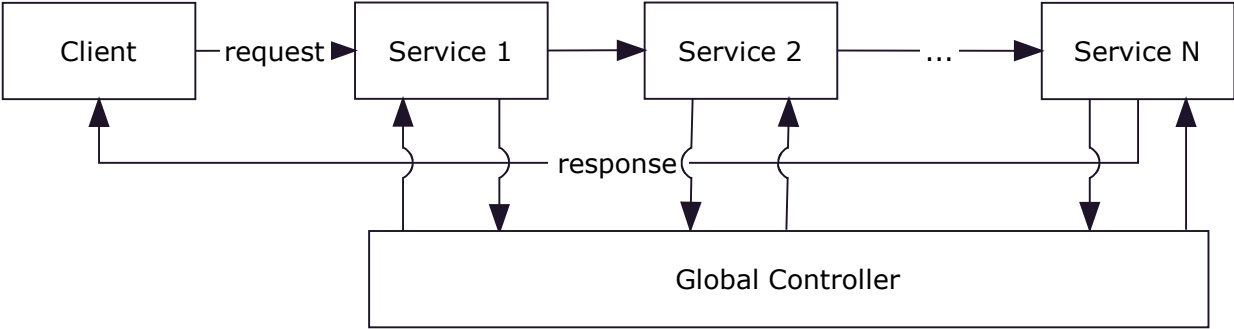 Client
request
Service 1
Service 2
...
Service N
response
Global Controller